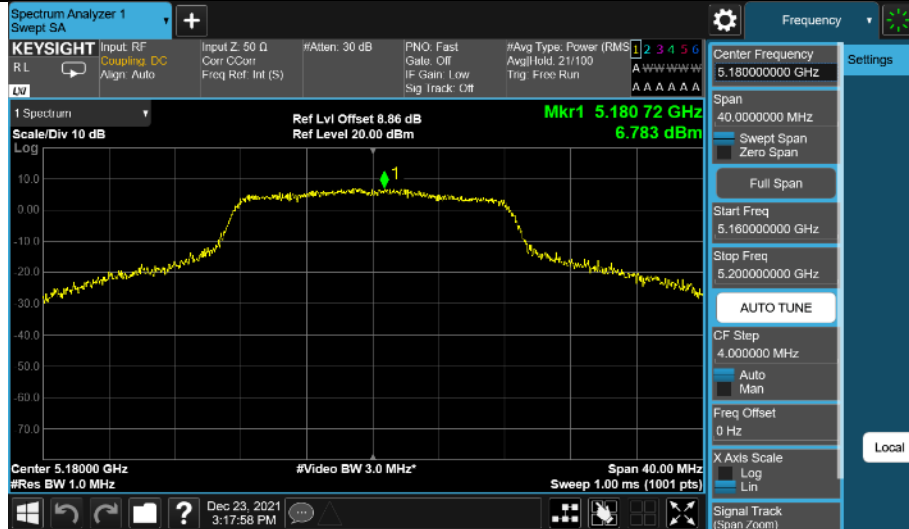 Spectrum Analyzer 1
Swept SA
+
Frequency
KEYSIGHT
RL
LXI
Input: RF
Coupling: DC
Align: Auto
Input Z: 50 Ω
Corr CCorr
Freq Ref: Int (S)
#Atten: 30 dB
PNO: Fast
Gate: Off
IF Gain: Low
Sig Track: Off
#Avg Type: Power (RMS
Avg|Hold: 21/100
Trig: Free Run
1 2 3 4 5 6
A W W W W W
A A A A A A
1 Spectrum
Scale/Div 10 dB
Log
Ref Lvl Offset 8.86 dB
Ref Level 20.00 dBm
Mkr1 5.180 72 GHz
6.783 dBm
1
10.0
0.00
-10.0
-20.0
-30.0
-40.0
-50.0
-60.0
-70.0
Center 5.18000 GHz
#Res BW 1.0 MHz
#Video BW 3.0 MHz*
Span 40.00 MHz
Sweep 1.00 ms (1001 pts)
Center Frequency
5.180000000 GHz
Span
40.0000000 MHz
Swept Span
Zero Span
Full Span
Start Freq
5.160000000 GHz
Stop Freq
5.200000000 GHz
AUTO TUNE
CF Step
4.000000 MHz
Auto
Man
Freq Offset
0 Hz
X Axis Scale
Log
Lin
Signal Track
(Span Zoom)
Settings
Local
?
Dec 23, 2021
3:17:58 PM